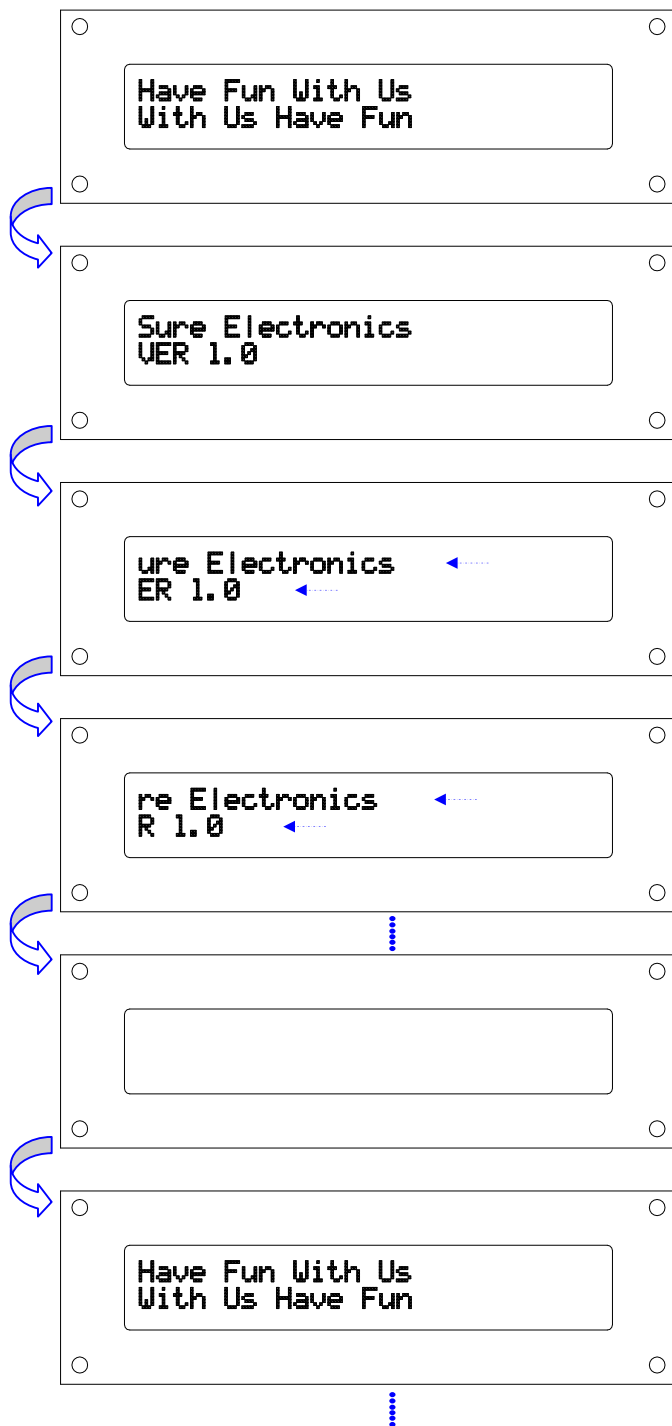 Have Fun With Us
With Us Have Fun
Sure Electronics
VER 1.0
ure Electronics
ER 1.0
re Electronics
R 1.0
Have Fun With Us
With Us Have Fun